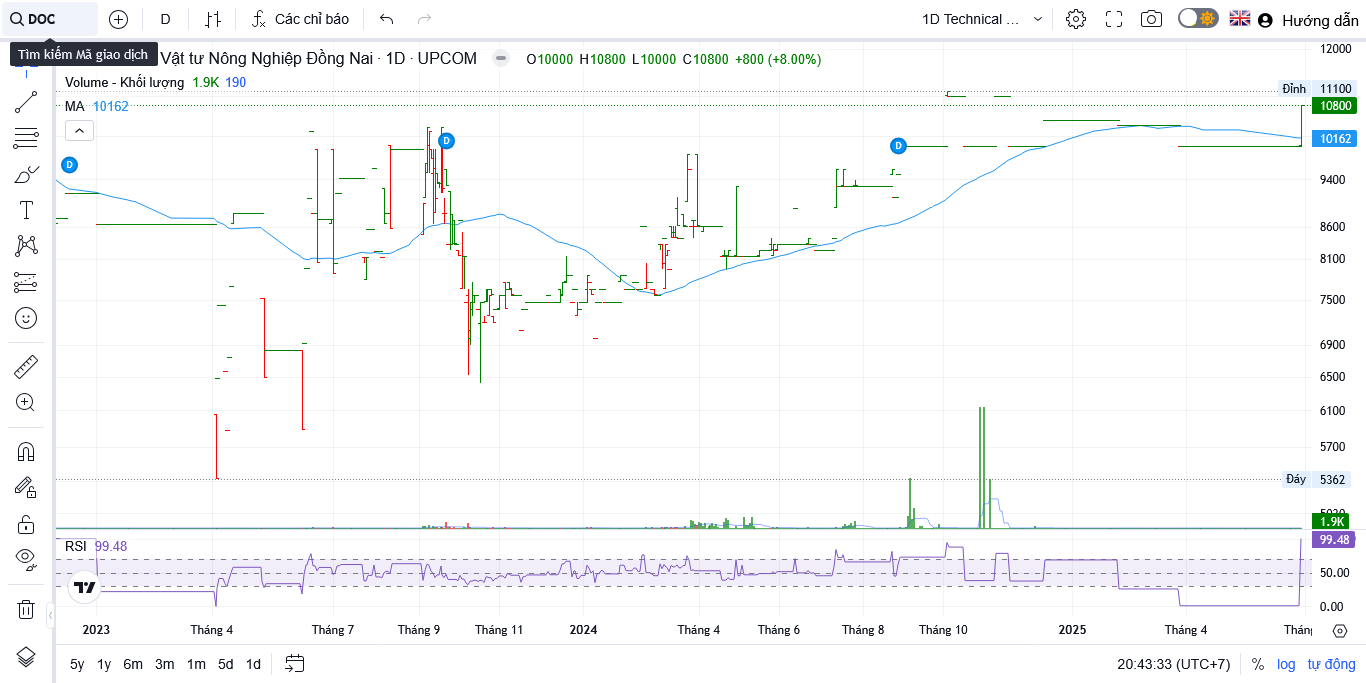 DOC D Các chỉ báo 1D Technical ... Hướng dẫn
Tìm kiếm Mã giao dịch
Vật tư Nông Nghiệp Đồng Nai · 1D · UPCOM O10000 H10800 L10000 C10800 +800 (+8.00%)
Volume - Khối lượng 1.9K 190
MA 10162
D
D
D
12000
Đỉnh 11100
10800
10162
9400
8600
8100
7500
6900
6500
6100
5700
Đáy 5362
1.9K
RSI 99.48
99.48
50.00
0.00
2023 Tháng 4 Tháng 7 Tháng 9 Tháng 11 2024 Tháng 4 Tháng 6 Tháng 8 Tháng 10 2025 Tháng 4
5y 1y 6m 3m 1m 5d 1d 20:43:33 (UTC+7) % log tự động